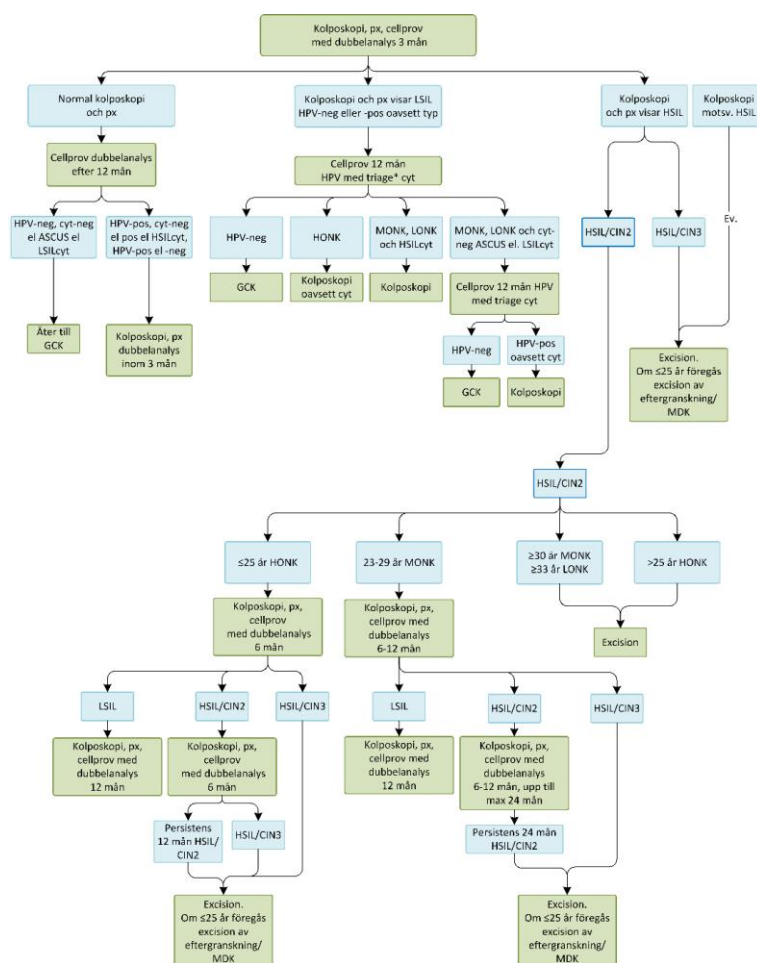 Kolposkopi, px, cellprov
med dubbelanalys 3 mån
Normal kolposkopi
och px
Kolposkopi och px visar LSIL
HPV-neg eller -pos oavsett typ
Kolposkopi
och px visar HSIL
Kolposkopi
motsv. HSIL
Cellprov dubbelanalys
efter 12 mån
Cellprov 12 mån
HPV med triage* cyt
HPV-neg, cyt-neg
el ASCUS el
LSILcyt
HPV-pos, cyt-neg
el pos el HSILcyt,
HPV-pos el -neg
HPV-neg
HONK
MONK, LONK
och HSILcyt
MONK, LONK och cyt-
neg ASCUS el. LSILcyt
HSIL/CIN2
HSIL/CIN3
Ev.
GCK
Kolposkopi
oavsett cyt
Kolposkopi
Cellprov 12 mån HPV
med triage cyt
Åter till
GCK
Kolposkopi, px
dubbelanalys
inom 3 mån
HPV-neg
HPV-pos
oavsett cyt
GCK
Kolposkopi
Excision.
Om ≤25 år föregås
excision av
eftergranskning/
MDK
HSIL/CIN2
≤25 år HONK
23-29 år MONK
≥30 år MONK
≥33 år LONK
>25 år HONK
Kolposkopi, px,
cellprov
med dubbelanalys
6 mån
Kolposkopi, px,
cellprov med
dubbelanalys
6-12 mån
Excision
LSIL
HSIL/CIN2
HSIL/CIN3
LSIL
HSIL/CIN2
HSIL/CIN3
Kolposkopi, px,
cellprov med
dubbelanalys
12 mån
Kolposkopi, px,
cellprov
med dubbelanalys
6 mån
Kolposkopi, px,
cellprov med
dubbelanalys
12 mån
Kolposkopi, px,
cellprov med
dubbelanalys
6-12 mån, upp till
max 24 mån
Persistens
12 mån HSIL/
CIN2
HSIL/CIN3
Persistens 24 mån
HSIL/CIN2
Excision.
Om ≤25 år föregås
excision av
eftergranskning/
MDK
Excision.
Om ≤25 år föregås
excision av
eftergranskning/
MDK